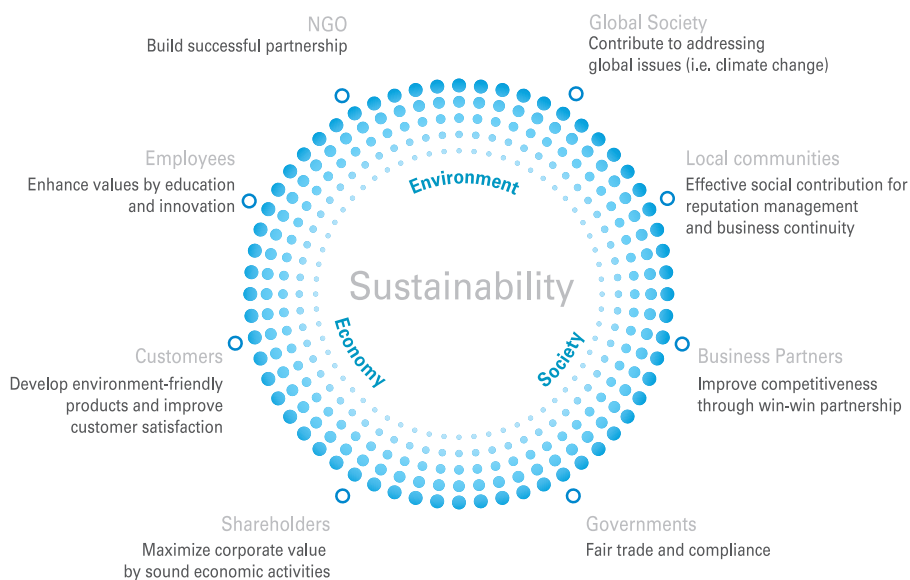 NGO
Build successful partnership
Global Society
Contribute to addressing
global issues (i.e. climate change)
Employees
Enhance values by education
and innovation
Local communities
Effective social contribution for
reputation management
and business continuity
Environment
Sustainability
Economy
Society
Customers
Develop environment-friendly
products and improve
customer satisfaction
Business Partners
Improve competitiveness
through win-win partnership
Shareholders
Maximize corporate value
by sound economic activities
Governments
Fair trade and compliance